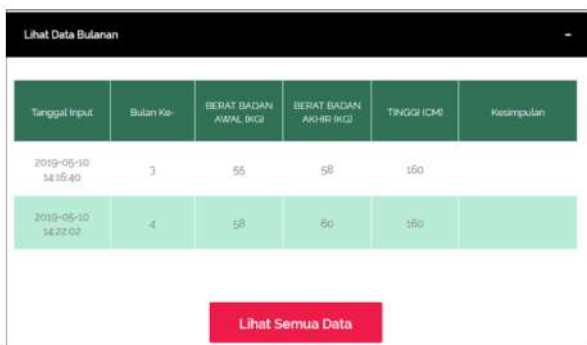 Lihat Data Bulanan -
Tanggal Input Bulan Ke- BERAT BADAN AWAL (KG) BERAT BADAN AKHIR (KG) TINGGI (CM) Kesimpulan
2019-05-10 14:16:40 3 55 58 160
2019-05-10 14:22:02 4 58 60 160
Lihat Semua Data